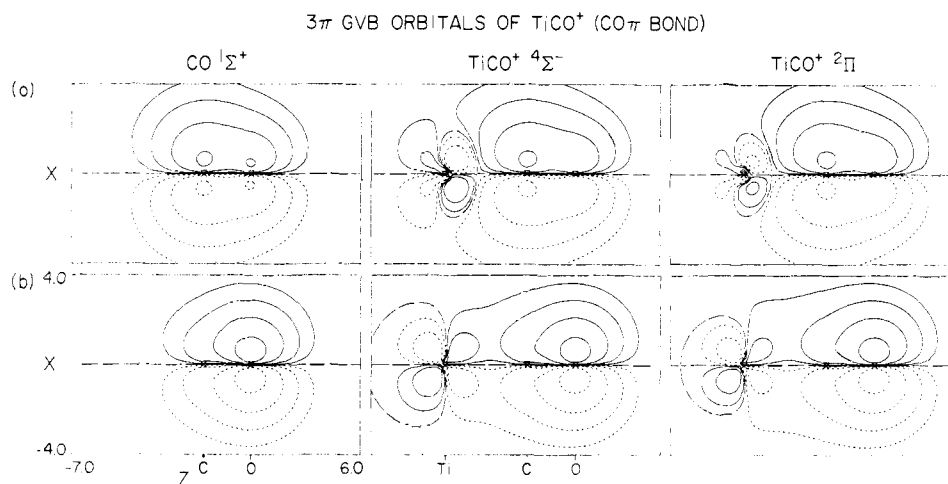 3π GVB ORBITALS OF TiCO⁺ (COπ BOND)
CO ¹Σ⁺ TiCO⁺ ⁴Σ⁻ TiCO⁺ ²Π
(a)
X
(b) 4.0
X
-4.0
-7.0 Z C O 6.0 Ti C O